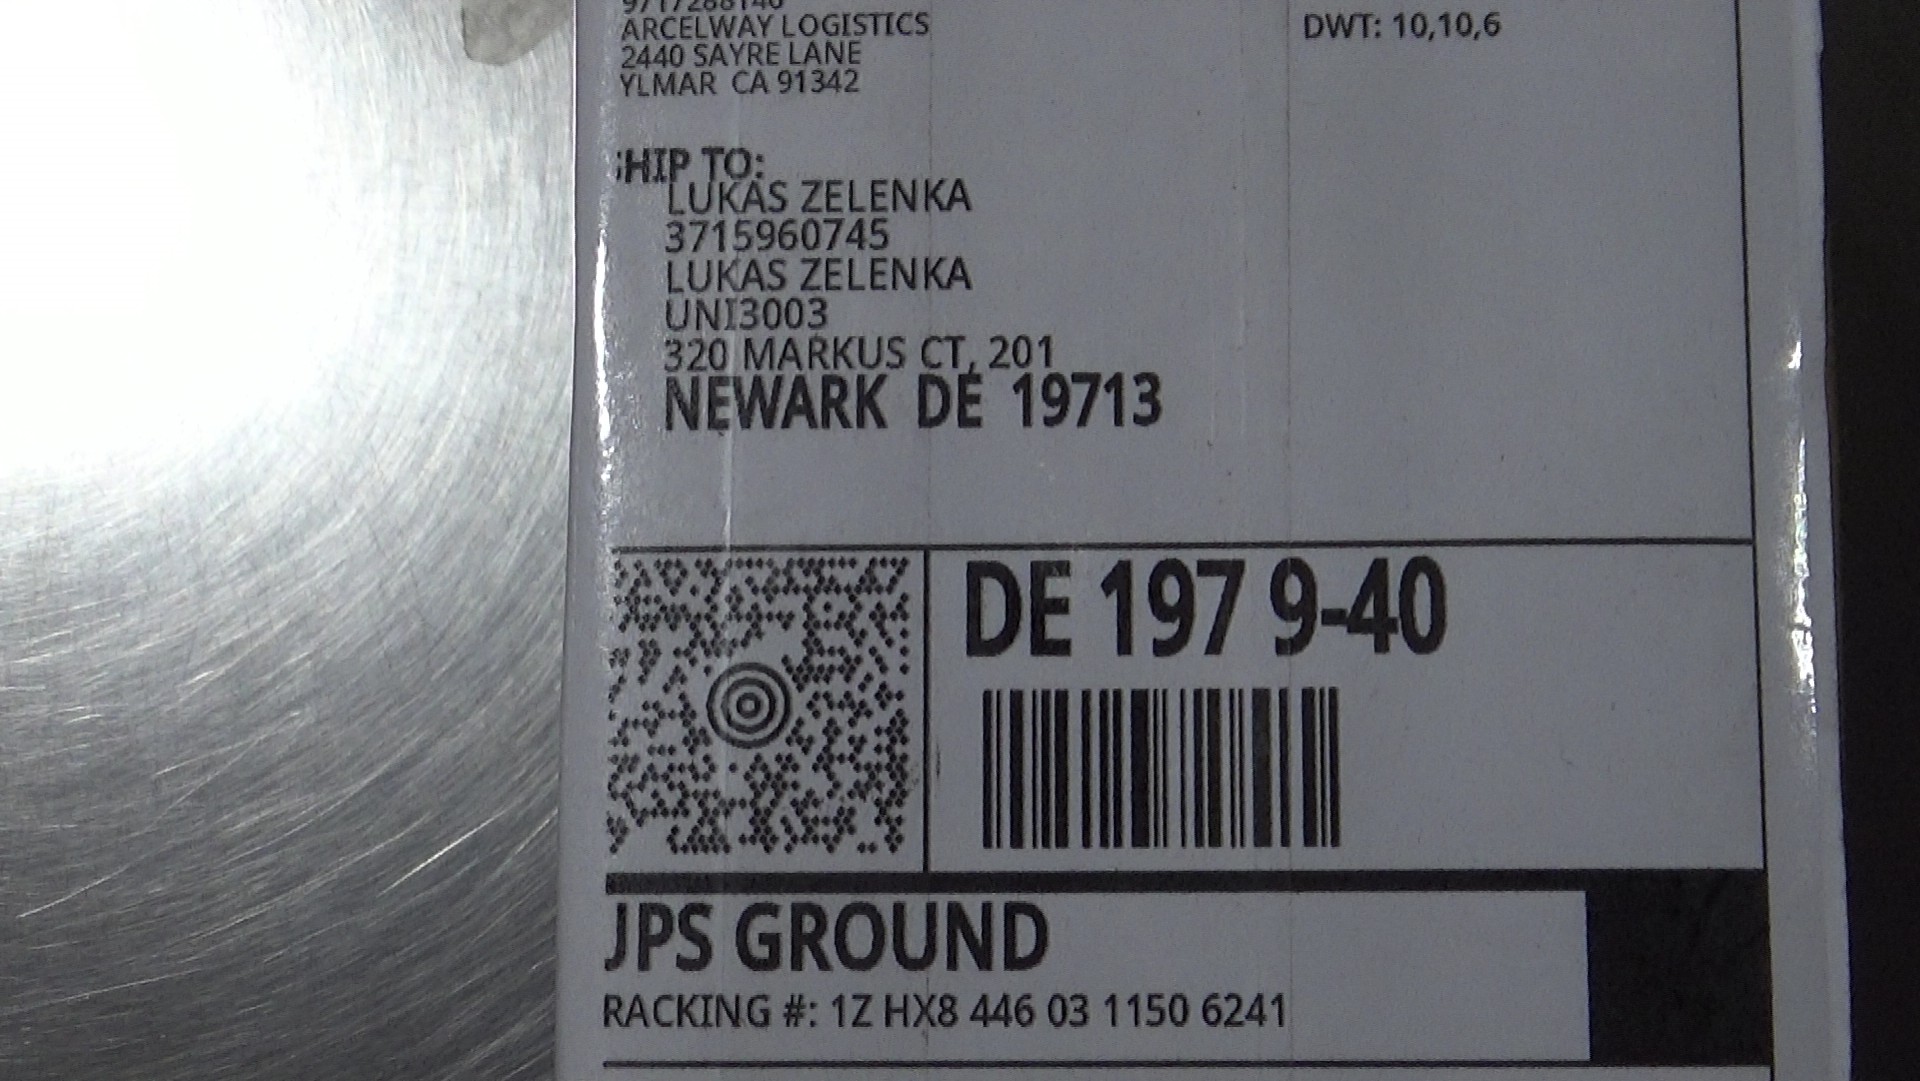 9717288140
ARCELWAY LOGISTICS
2440 SAYRE LANE
YLMAR CA 91342
DWT: 10,10,6
SHIP TO:
LUKAS ZELENKA
3715960745
LUKAS ZELENKA
UNI3003
320 MARKUS CT, 201
NEWARK DE 19713
DE 197 9-40
JPS GROUND
RACKING #: 1Z HX8 446 03 1150 6241